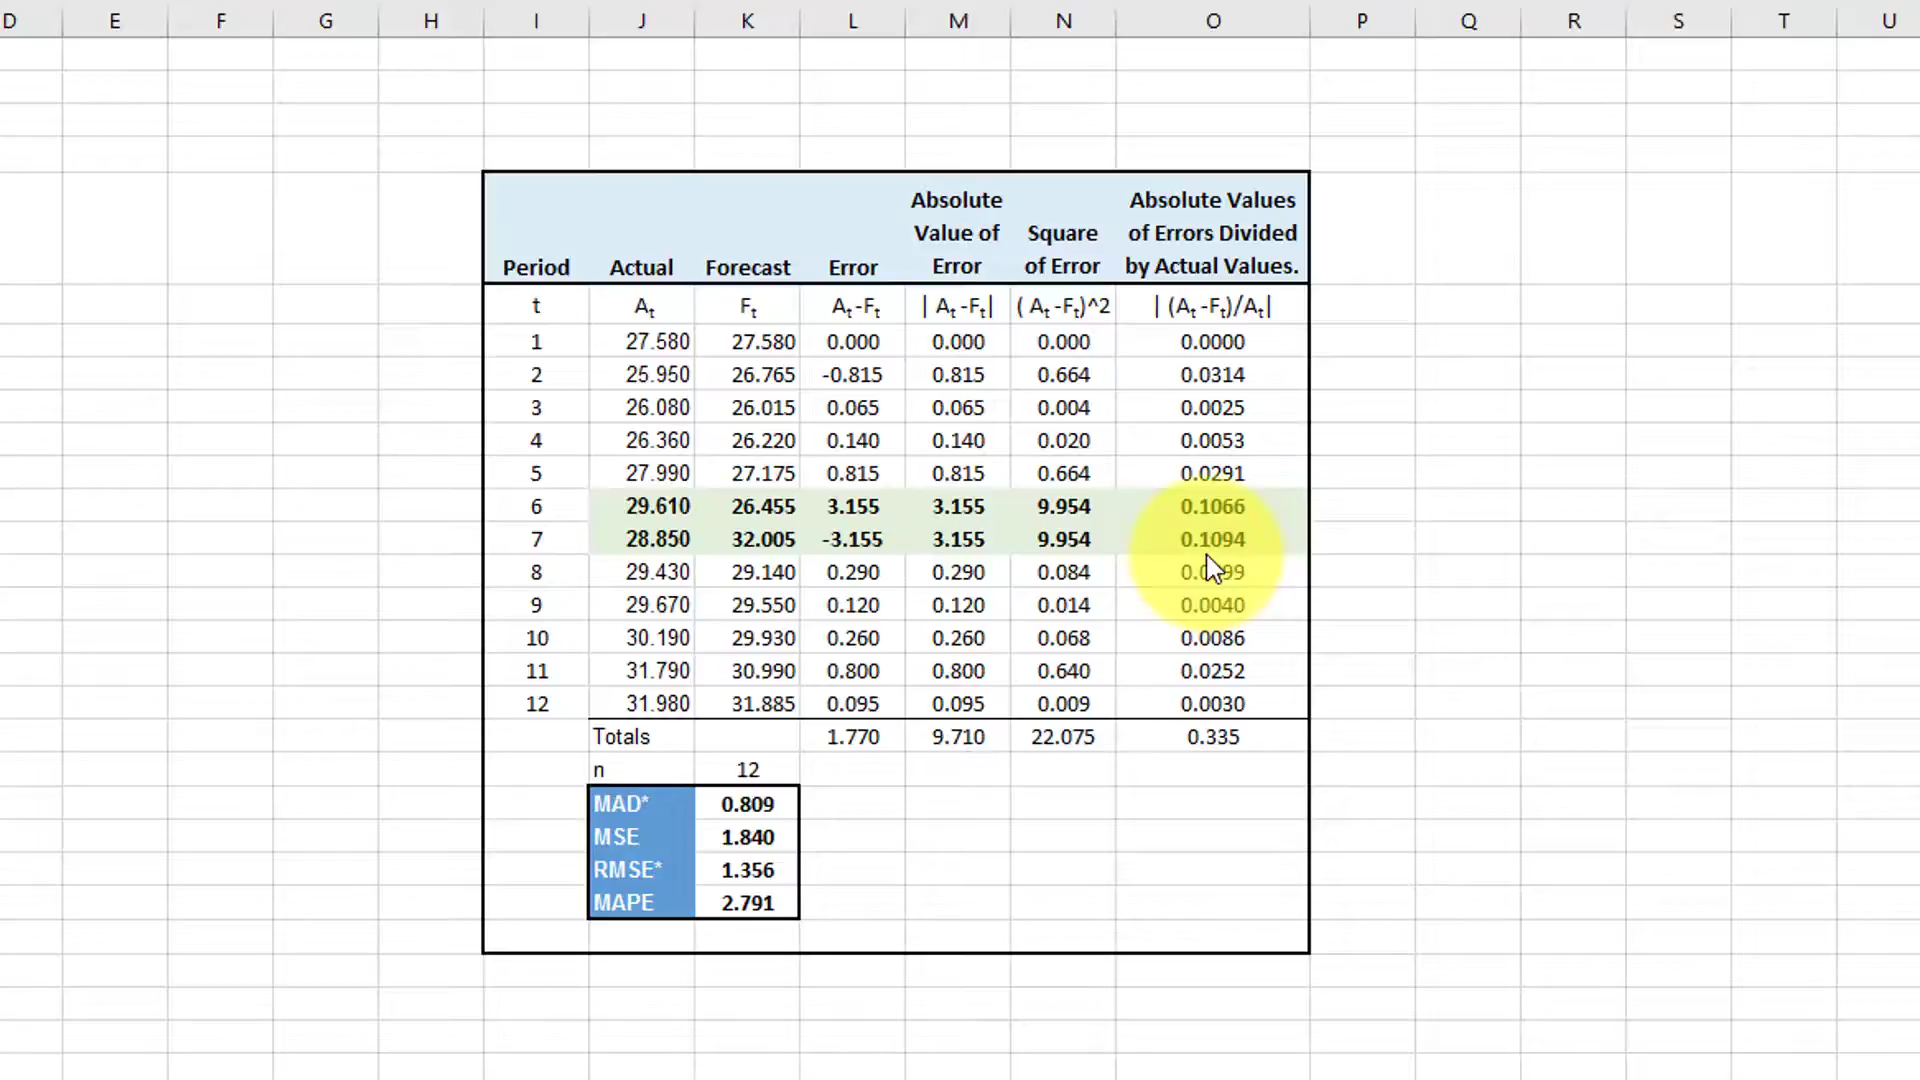 D E F G H I J K L M N O P Q R S T U
Absolute Absolute Values
Value of Square of Errors Divided
Period Actual Forecast Error Error of Error by Actual Values.
t Aₜ Fₜ Aₜ-Fₜ | Aₜ -Fₜ| ( Aₜ -Fₜ)^2 | (Aₜ -Fₜ)/Aₜ|
1 27.580 27.580 0.000 0.000 0.000 0.0000
2 25.950 26.765 -0.815 0.815 0.664 0.0314
3 26.080 26.015 0.065 0.065 0.004 0.0025
4 26.360 26.220 0.140 0.140 0.020 0.0053
5 27.990 27.175 0.815 0.815 0.664 0.0291
6 29.610 26.455 3.155 3.155 9.954 0.1066
7 28.850 32.005 -3.155 3.155 9.954 0.1094
8 29.430 29.140 0.290 0.290 0.084
9 29.670 29.550 0.120 0.120 0.014 0.0040
10 30.190 29.930 0.260 0.260 0.068 0.0086
11 31.790 30.990 0.800 0.800 0.640 0.0252
12 31.980 31.885 0.095 0.095 0.009 0.0030
Totals 1.770 9.710 22.075 0.335
n 12
MAD* 0.809
MSE 1.840
RMSE* 1.356
MAPE 2.791